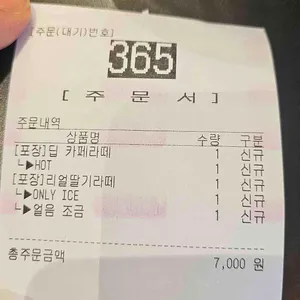 [주문(대기)번호]
365
[ 주 문 서 ]
주문내역
상품명 수량 구분
[포장]딥 카페라떼 1 신규
└▶HOT 1 신규
[포장]리얼딸기라떼 1 신규
└▶ONLY ICE 1 신규
└▶얼음 조금 1 신규
총주문금액 7,000 원